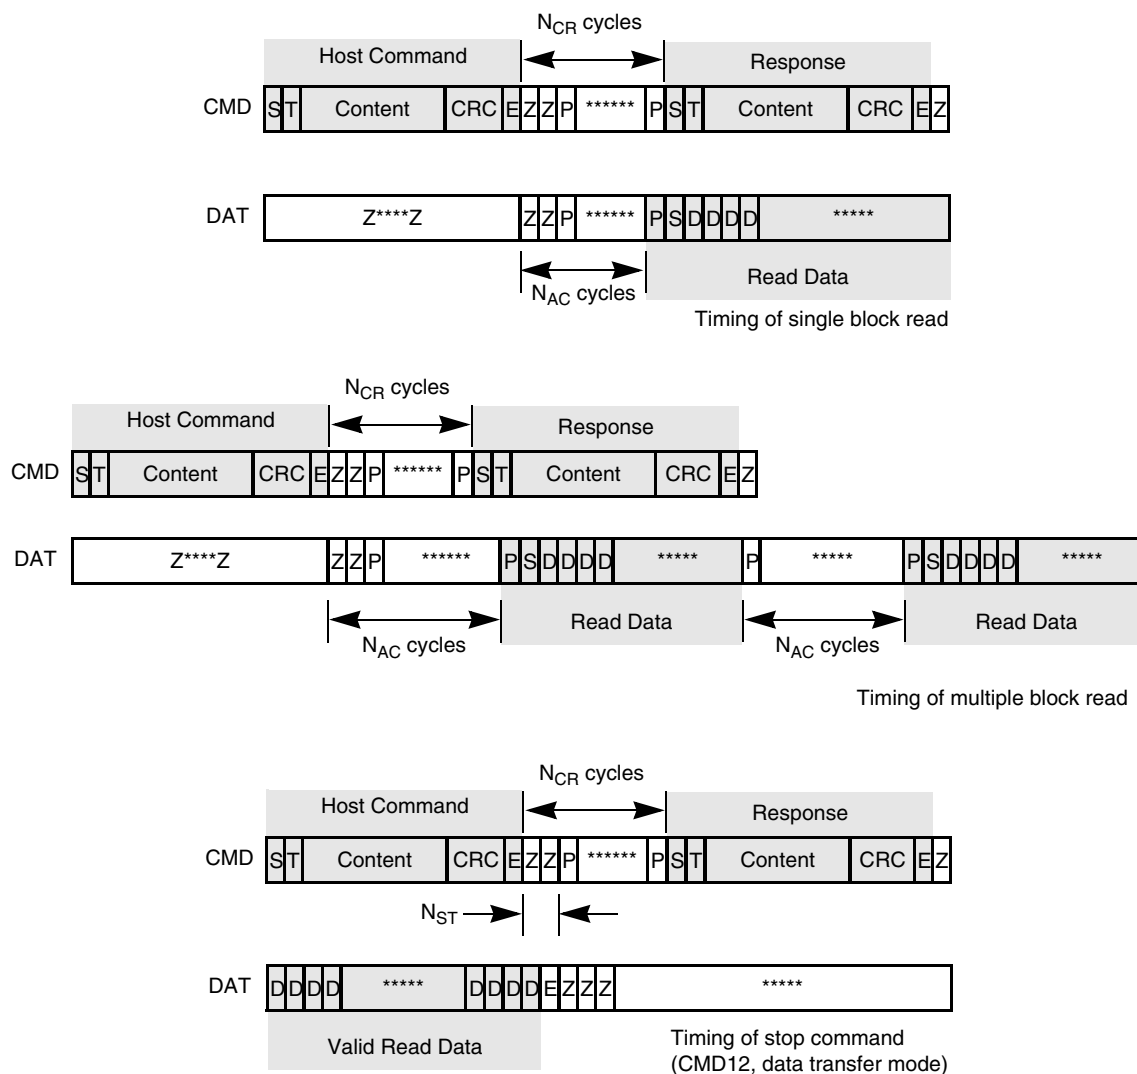 N_CR cycles
Host Command Response
CMD S T Content CRC E Z Z P ****** P S T Content CRC E Z
DAT Z****Z Z Z P ****** P S D D D D *****
N_AC cycles Read Data
Timing of single block read
N_CR cycles
Host Command Response
CMD S T Content CRC E Z Z P ****** P S T Content CRC E Z
DAT Z****Z Z Z P ****** P S D D D D ***** P ***** P S D D D D *****
N_AC cycles Read Data N_AC cycles Read Data
Timing of multiple block read
N_CR cycles
Host Command Response
CMD S T Content CRC E Z Z P ****** P S T Content CRC E Z
N_ST
DAT D D D D ***** D D D D E Z Z Z *****
Valid Read Data
Timing of stop command
(CMD12, data transfer mode)